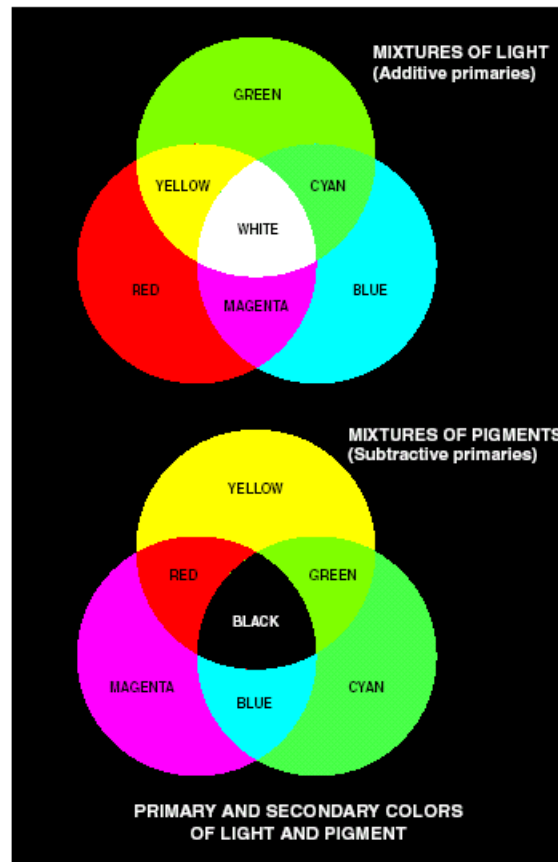 MIXTURES OF LIGHT
(Additive primaries)
GREEN
YELLOW
CYAN
WHITE
RED
BLUE
MAGENTA
MIXTURES OF PIGMENTS
(Subtractive primaries)
YELLOW
RED
GREEN
BLACK
MAGENTA
CYAN
BLUE
PRIMARY AND SECONDARY COLORS
OF LIGHT AND PIGMENT